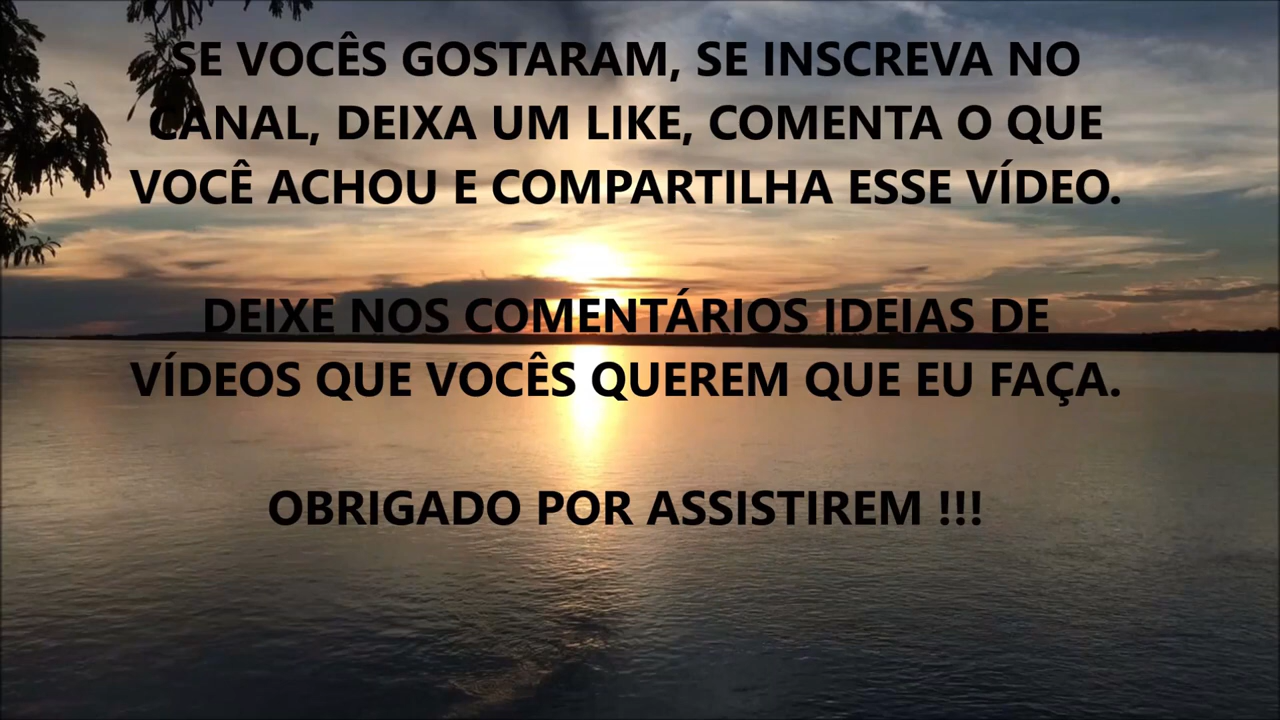 SE VOCÊS GOSTARAM, SE INSCREVA NO
CANAL, DEIXA UM LIKE, COMENTA O QUE
VOCÊ ACHOU E COMPARTILHA ESSE VÍDEO.
DEIXE NOS COMENTÁRIOS IDEIAS DE
VÍDEOS QUE VOCÊS QUEREM QUE EU FAÇA.
OBRIGADO POR ASSISTIREM !!!